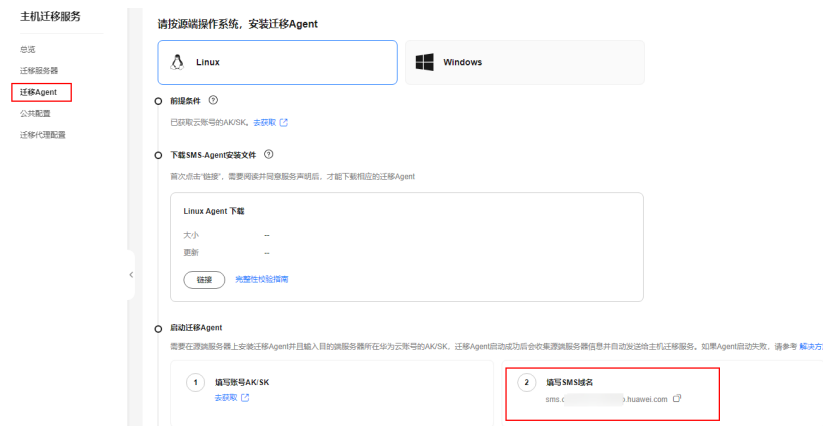 主机迁移服务
总览
迁移服务器
迁移Agent
公共配置
迁移代理配置
请按源端操作系统，安装迁移Agent
Linux
Windows
前提条件
已获取云账号的AK/SK。去获取
下载SMS-Agent安装文件
首次点击“链接”，需要阅读并同意服务声明后，才能下载相应的迁移Agent
Linux Agent 下载
大小 --
更新 --
链接 完整性校验指南
启动迁移Agent
需要在源端服务器上安装迁移Agent并且输入目的端服务器所在华为云账号的AK/SK，迁移Agent启动成功后会收集源端服务器信息并自动发送给主机迁移服务。如果Agent启动失败，请参考 解决方
1 填写账号AK/SK
去获取
2 填写SMS域名
sms. .huawei.com